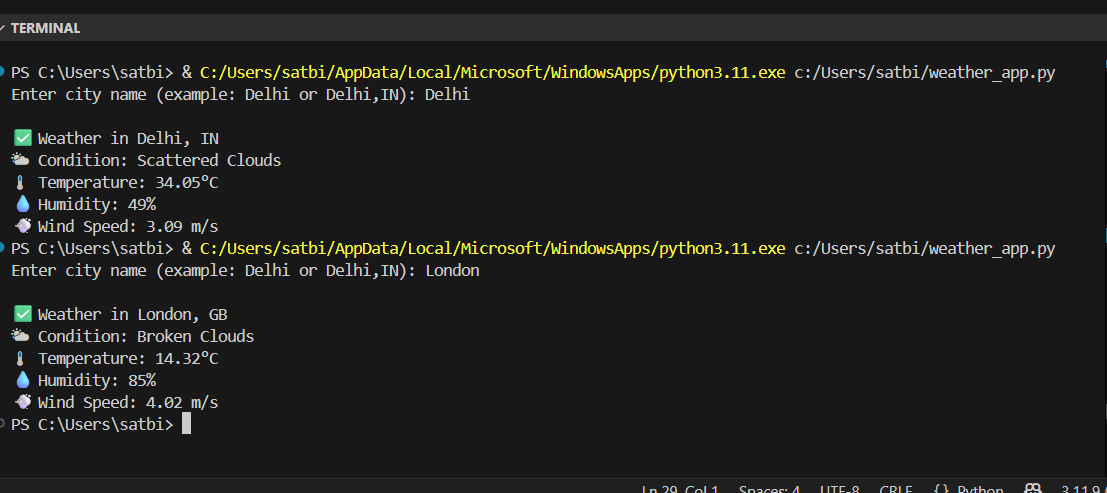 TERMINAL
PS C:\Users\satbi> & C:/Users/satbi/AppData/Local/Microsoft/WindowsApps/python3.11.exe c:/Users/satbi/weather_app.py
Enter city name (example: Delhi or Delhi,IN): Delhi
✅ Weather in Delhi, IN
🌥 Condition: Scattered Clouds
🌡 Temperature: 34.05°C
💧 Humidity: 49%
🌬 Wind Speed: 3.09 m/s
PS C:\Users\satbi> & C:/Users/satbi/AppData/Local/Microsoft/WindowsApps/python3.11.exe c:/Users/satbi/weather_app.py
Enter city name (example: Delhi or Delhi,IN): London
✅ Weather in London, GB
🌥 Condition: Broken Clouds
🌡 Temperature: 14.32°C
💧 Humidity: 85%
🌬 Wind Speed: 4.02 m/s
PS C:\Users\satbi>
Ln 29, Col 1 Spaces: 4 UTF-8 CRLF {} Python 3.11.9